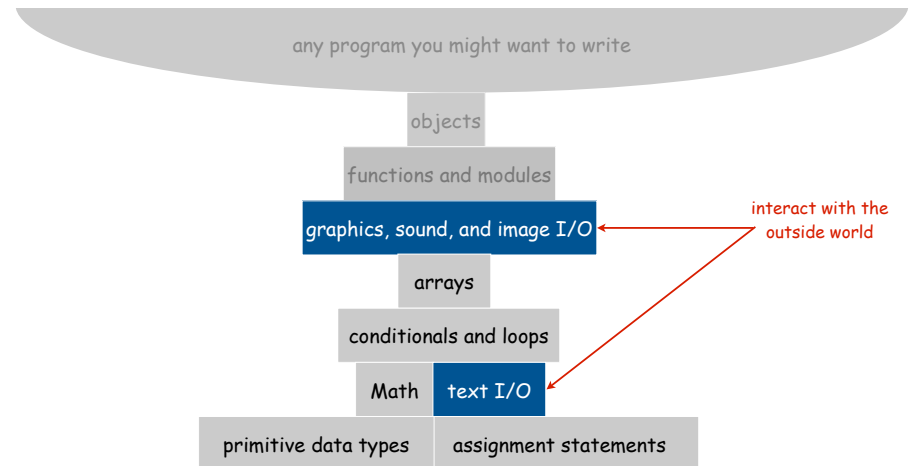 any program you might want to write
objects
functions and modules
graphics, sound, and image I/O
interact with the
outside world
arrays
conditionals and loops
Math text I/O
primitive data types assignment statements